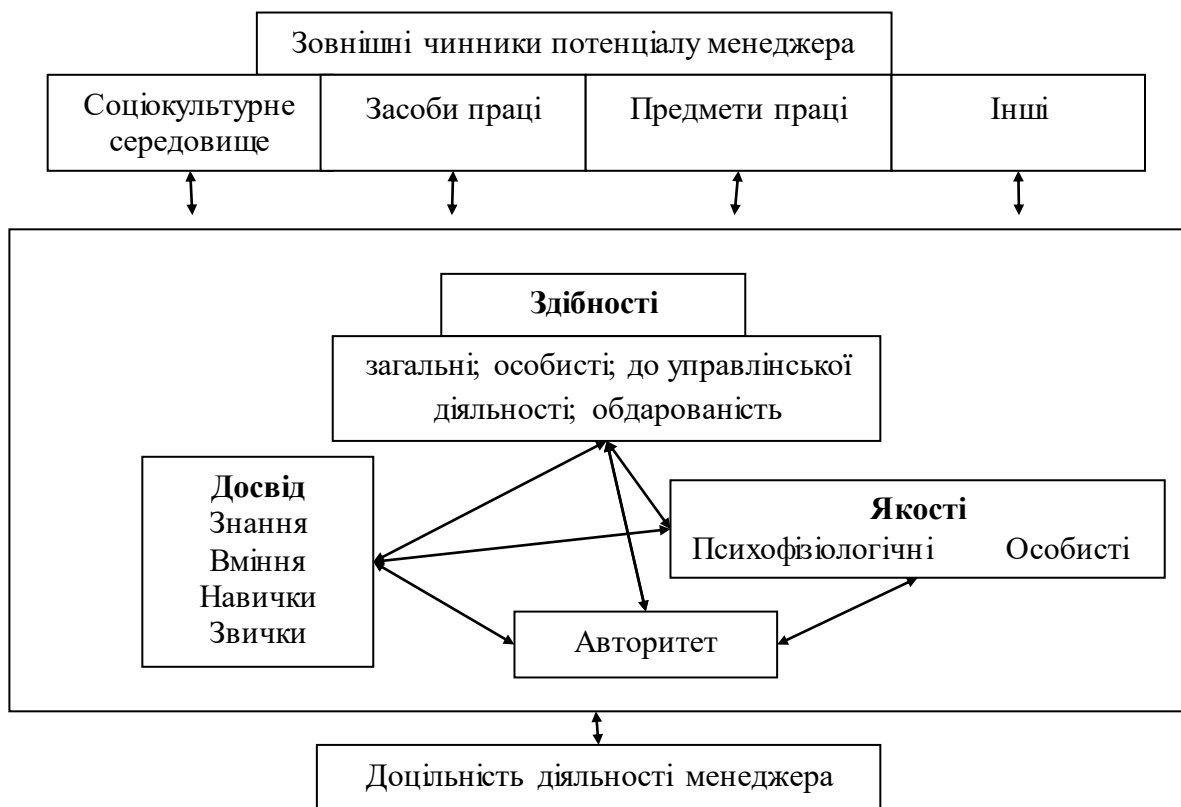 Зовнішні чинники потенціалу менеджера
Соціокультурне
середовище
Засоби праці
Предмети праці
Інші
Здібності
загальні; особисті; до управлінської
діяльності; обдарованість
Досвід
Знання
Вміння
Навички
Звички
Якості
Психофізіологічні Особисті
Авторитет
Доцільність діяльності менеджера